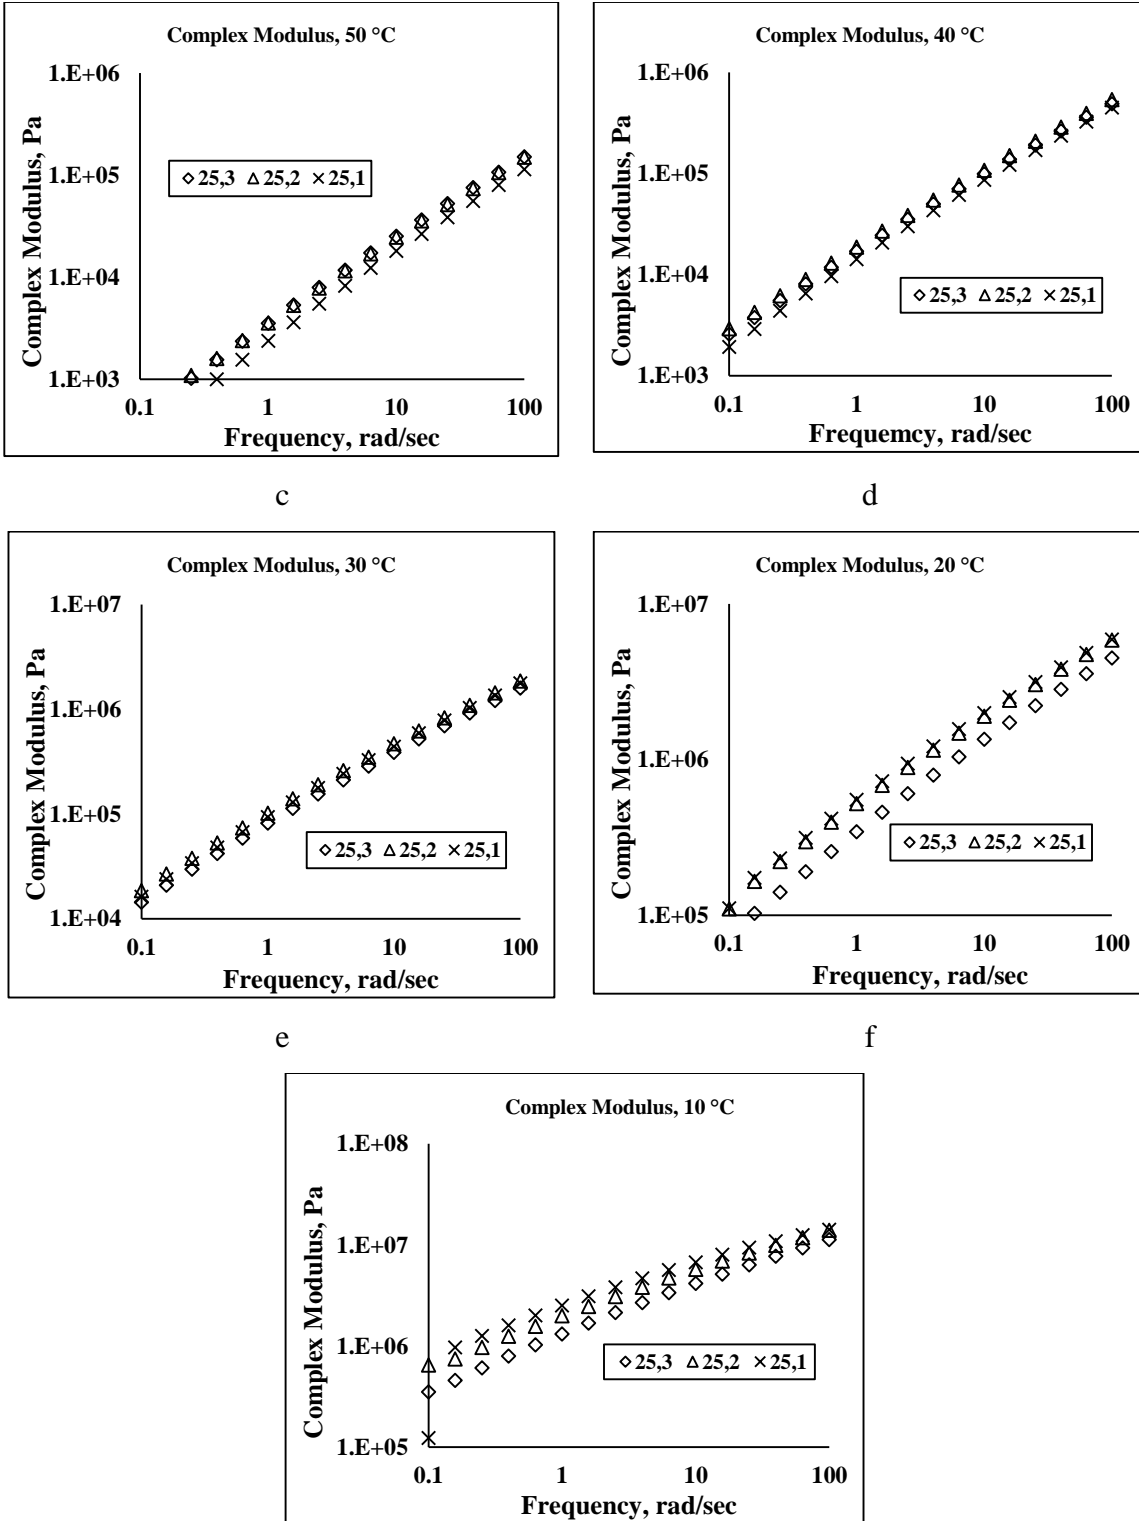 Complex Modulus, 50 °C
1.E+06
1.E+05
1.E+04
1.E+03
Complex Modulus, Pa
25,3 25,2 25,1
0.1 1 10 100
Frequency, rad/sec
c
Complex Modulus, 40 °C
1.E+06
1.E+05
1.E+04
1.E+03
Complex Modulus, Pa
25,3 25,2 25,1
0.1 1 10 100
Frequemcy, rad/sec
d
Complex Modulus, 30 °C
1.E+07
1.E+06
1.E+05
1.E+04
Complex Modulus, Pa
25,3 25,2 25,1
0.1 1 10 100
Frequency, rad/sec
e
Complex Modulus, 20 °C
1.E+07
1.E+06
1.E+05
Complex Modulus, Pa
25,3 25,2 25,1
0.1 1 10 100
Frequency, rad/sec
f
Complex Modulus, 10 °C
1.E+08
1.E+07
1.E+06
1.E+05
Complex Modulus, Pa
25,3 25,2 25,1
0.1 1 10 100
Frequency, rad/sec